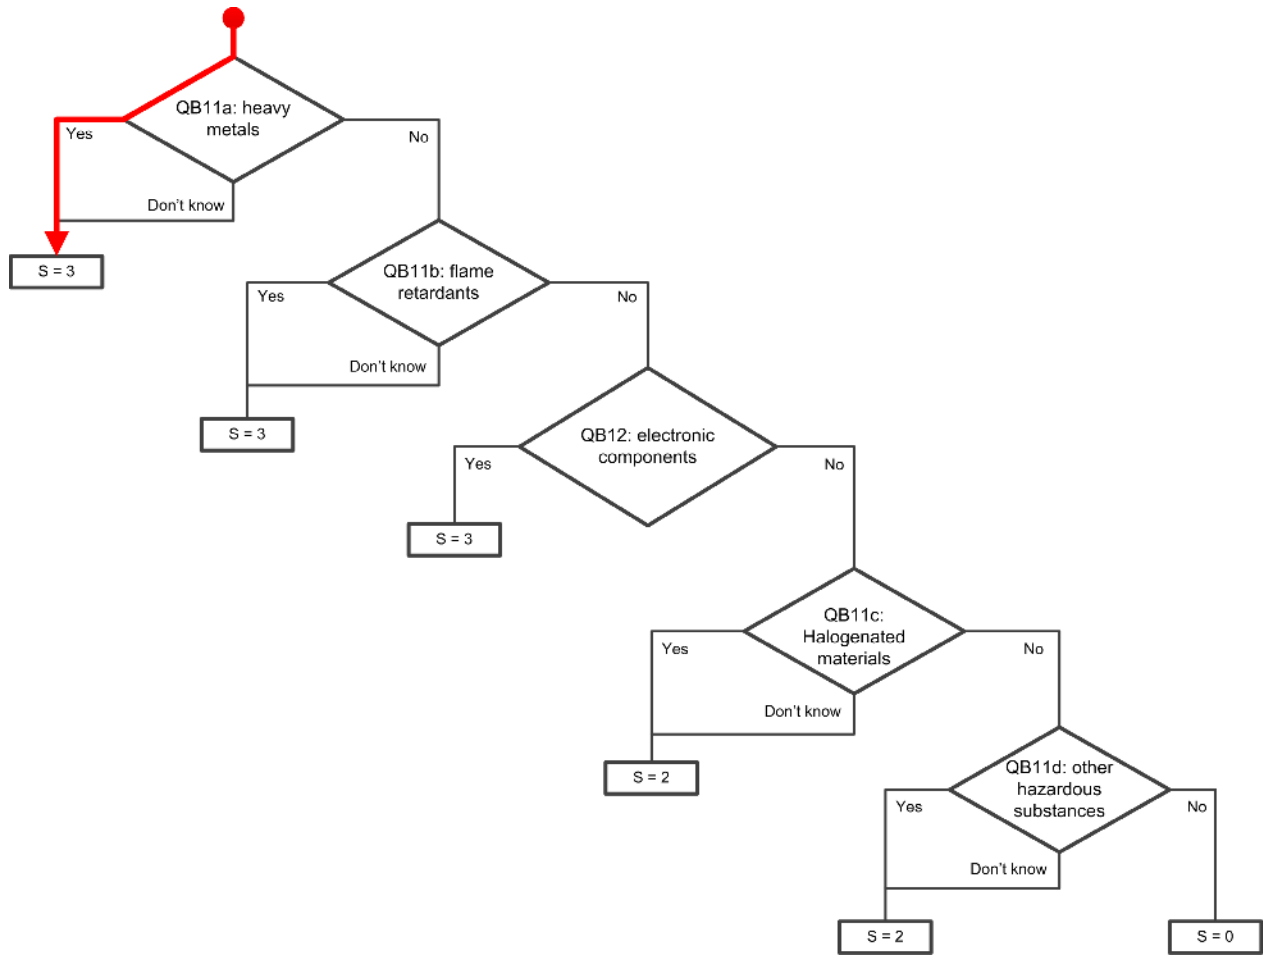 QB11a: heavy
metals
Yes
No
Don't know
S = 3
QB11b: flame
retardants
Yes
No
Don't know
S = 3
QB12: electronic
components
Yes
No
S = 3
QB11c:
Halogenated
materials
Yes
No
Don't know
S = 2
QB11d: other
hazardous
substances
Yes
No
Don't know
S = 2
S = 0